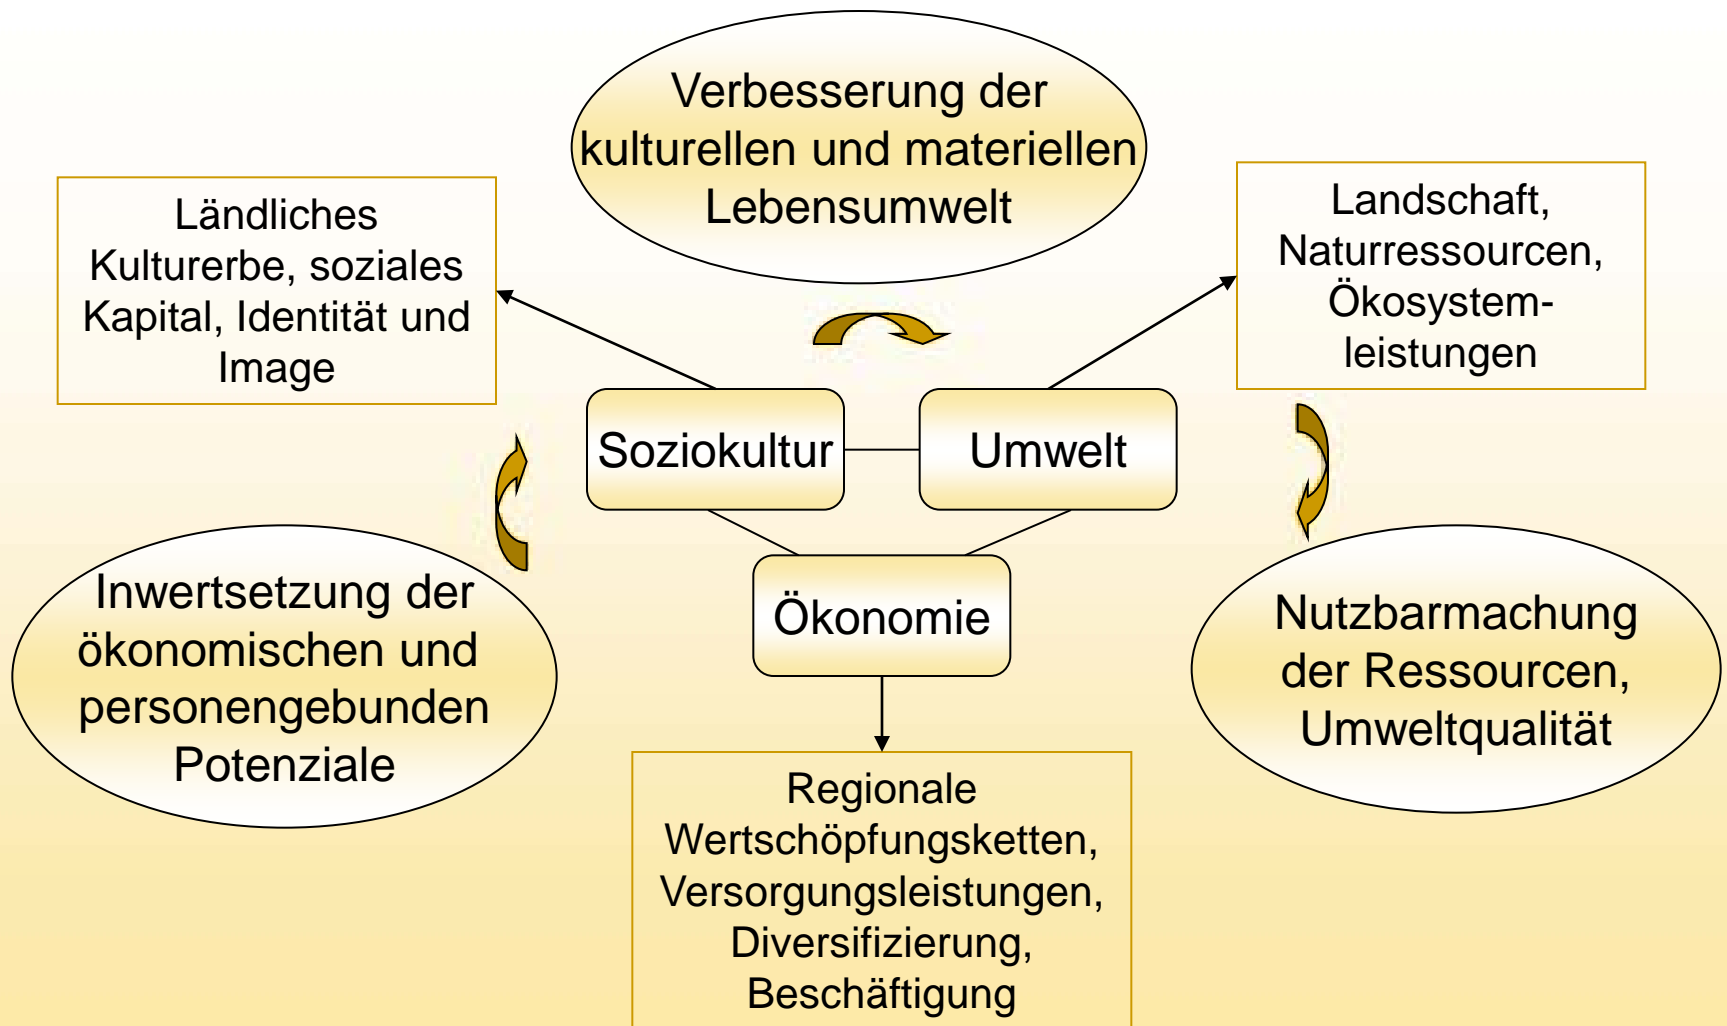 Verbesserung der
kulturellen und materiellen
Lebensumwelt
Ländliches
Kulturerbe, soziales
Kapital, Identität und
Image
Landschaft,
Naturressourcen,
Ökosystem-
leistungen
Soziokultur
Umwelt
Ökonomie
Inwertsetzung der
ökonomischen und
personengebunden
Potenziale
Nutzbarmachung
der Ressourcen,
Umweltqualität
Regionale
Wertschöpfungsketten,
Versorgungsleistungen,
Diversifizierung,
Beschäftigung